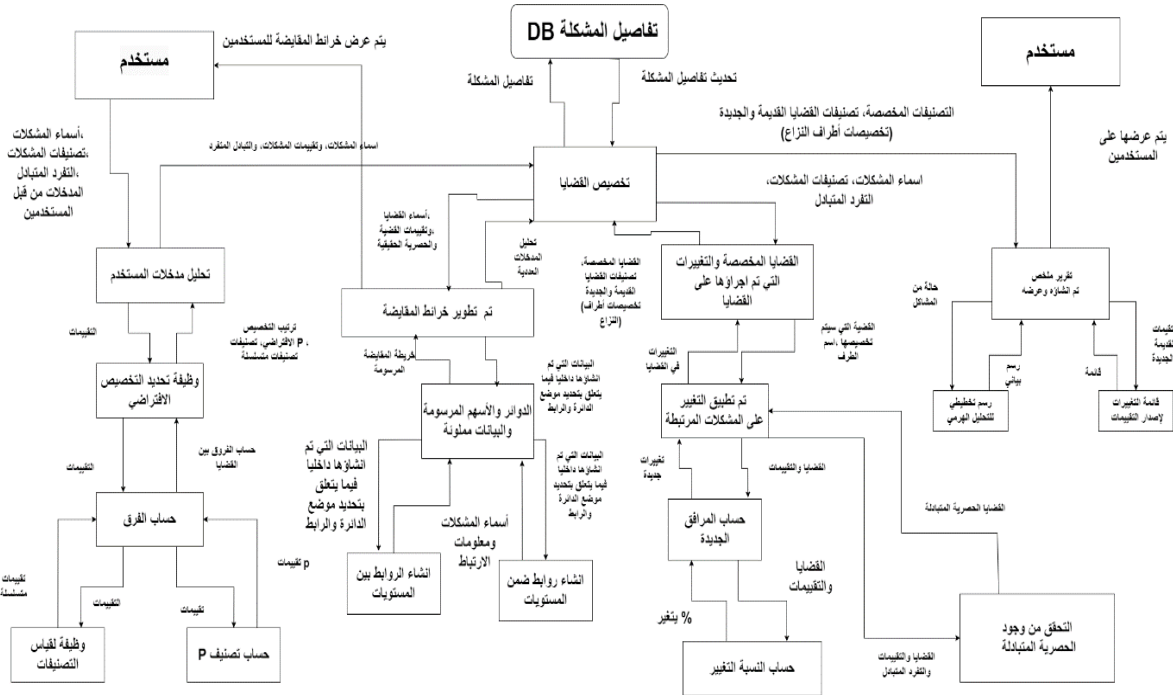 تفاصيل المشكلة DB
مستخدم
يتم عرض خرائط المقايضة للمستخدمين
مستخدم
تفاصيل المشكلة
تحديث تفاصيل المشكلة
التصنيفات المخصصة، تصنيفات القضايا القديمة والجديدة
(تخصيصات أطراف النزاع)
يتم عرضها على
المستخدمين
،أسماء المشكلات
،تصنيفات المشكلات
،التفرد المتبادل
المدخلات من قبل
المستخدمين
اسماء المشكلات، وتقييمات المشكلات، والتبادل المتفرد
تخصيص القضايا
اسماء المشكلات، تصنيفات المشكلات،
التفرد المتبادل
،أسماء القضايا
،وتقييمات القضية
والحصرية الحقيقية
تحليل
المدخلات
العددية
القضايا المخصصة،
تصنيفات القضايا
القديمة والجديدة
تخصيصات أطراف)
(النزاع
تحليل مدخلات المستخدم
القضايا المخصصة والتغييرات
التي تم اجراؤها على
القضايا
تقرير ملخص
تم انشاؤه وعرضه
تم تطوير خرائط المقايضة
حالة من
المشاكل
تقيمات
قديمة
الجديدة
التقييمات
ترتيب التخصيص
، P الافتراضي، تصنيفات
تصنيفات متسلسلة
خريطة المقايضة
المرسومة
البيانات التي تم
انشاؤها داخليا فيما
يتعلق بتحديد موضع
الدائرة والرابط
التغييرات
في القضايا
القضية التي سيتم
تخصيصها ،اسم
الطرف
رسم
بياني
قائمة
وظيفة تحديد التخصيص
الافتراضي
الدوائر والأسهم المرسومة
والبيانات مملوئة
تم تطبيق التغيير
على المشكلات المرتبطة
رسم تخطيطي
للتحليل الهرمي
قائمة التغييرات
لإصدار التقييمات
التقييمات
حساب الفروق بين
القضايا
البيانات التي تم
انشاؤها داخليا
فيما يتعلق
بتحديد موضع
الدائرة والرابط
أسماء المشكلات
ومعلومات
الارتباط
البيانات التي تم
انشاؤها داخليا
فيما يتعلق بتحديد
موضع الدائرة
والرابط
تغييرات
جديدة
القضايا والتقييمات
القضايا الحصرية المتبادلة
حساب الفرق
حساب المرافق
الجديدة
تقييمات
متسلسلة
التقييمات
تقييمات
p تقييمات
انشاء الروابط بين
المستويات
انشاء روابط ضمن
المستويات
القضايا
والتقييمات
% يتغير
وظيفة لقياس
التصنيفات
حساب تصنيف P
حساب النسبة التغيير
القضايا والتقييمات
والتفرد المتبادل
التحقق من وجود
الحصرية المتبادلة